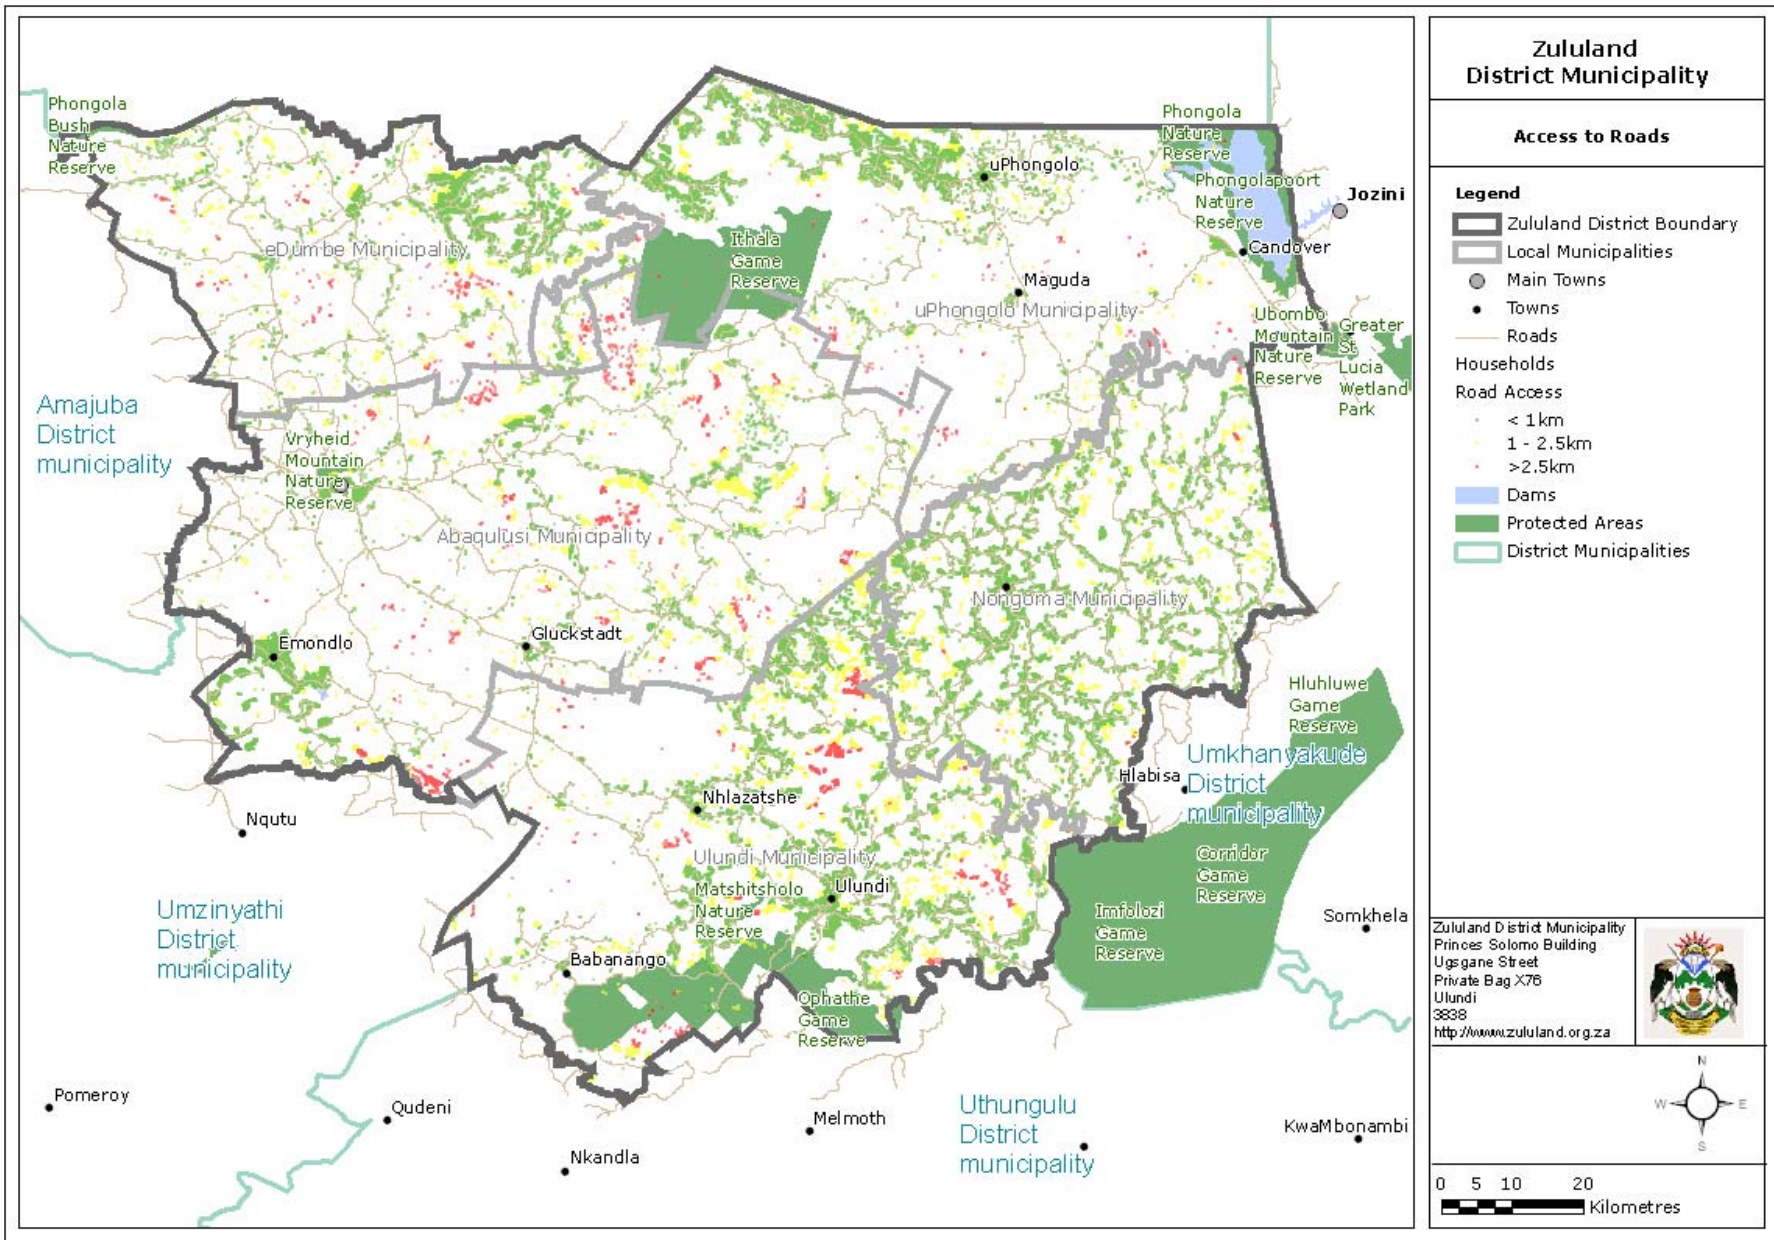 Zululand
District Municipality
Access to Roads
Legend
Zululand District Boundary
Local Municipalities
Main Towns
Towns
Roads
Households
Road Access
< 1km
1 - 2.5km
>2.5km
Dams
Protected Areas
District Municipalities
Zululand District Municipality
Princes Solomo Building
Ugsgane Street
Private Bag X76
Ulundi
3838
http://www.zululand.org.za
N
W
E
S
0 5 10 20
Kilometres
Phongola
Bush
Nature
Reserve
Phongola
Nature
Reserve
uPhongolo
Phongolapoort
Nature
Reserve
Jozini
eDumbe Municipality
Ithala
Game
Reserve
Candover
Maguda
uPhongolo Municipality
Ubombo
Mountain
Nature
Reserve
Greater
St
Lucia
Wetland
Park
Amajuba
District
municipality
Vryheid
Mountain
Nature
Reserve
Abaqulusi Municipality
Nongoma Municipality
Emondlo
Gluckstadt
Hluhluwe
Game
Reserve
Umkhanyakude
District
municipality
Hlabisa
Nhlazatshe
Nqutu
Ulundi Municipality
Corridor
Game
Reserve
Matshitsholo
Nature
Reserve
Ulundi
Imfolozi
Game
Reserve
Somkhela
Umzinyathi
District
municipality
Babanango
Ophathe
Game
Reserve
Pomeroy
Qudeni
Melmoth
Uthungulu
District
municipality
KwaMbonambi
Nkandla